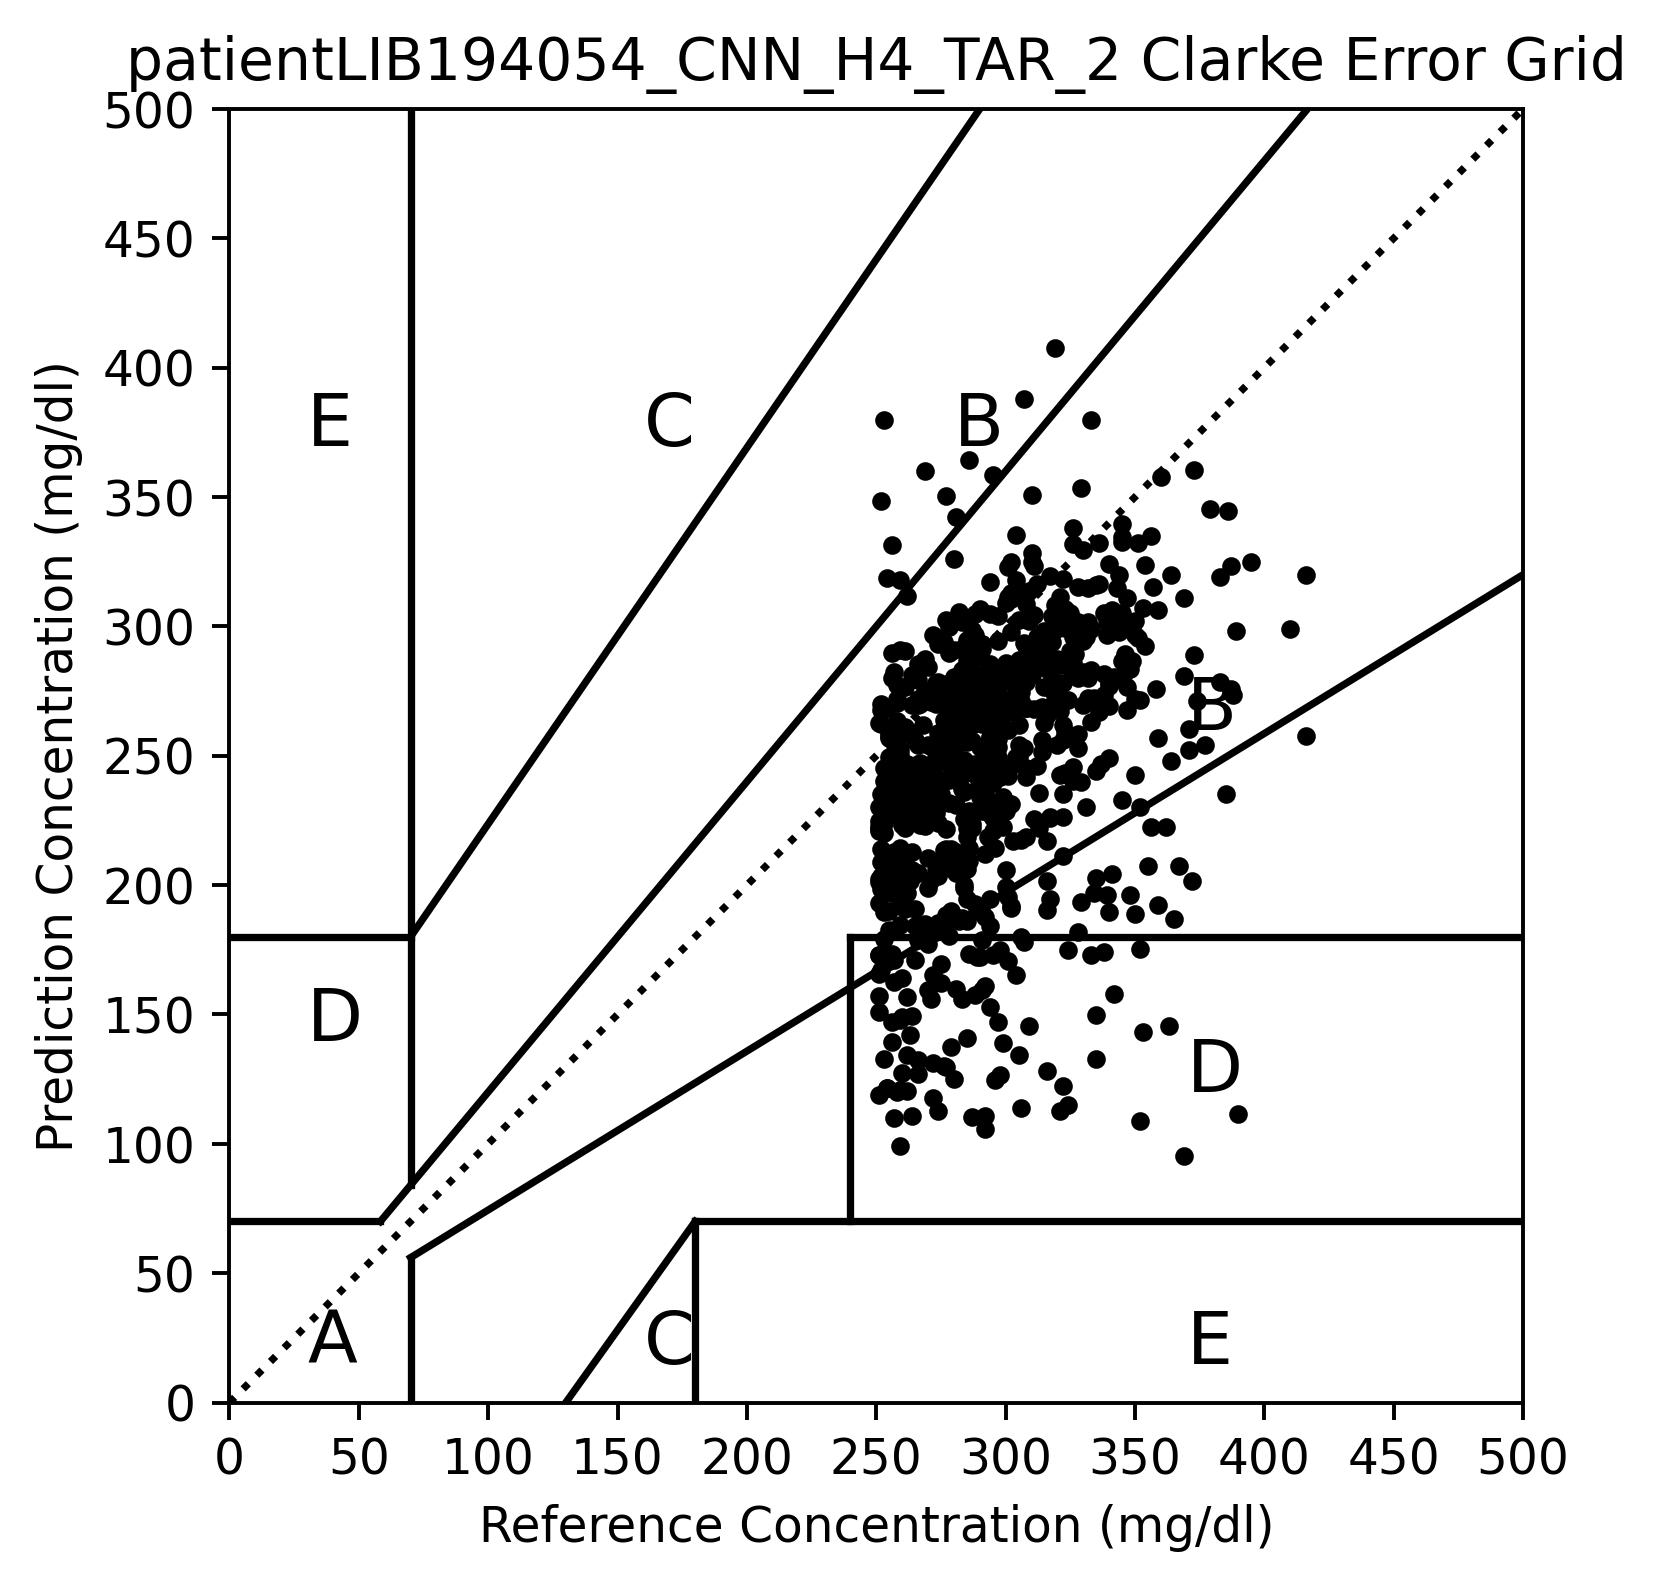 patientLIB194054_CNN_H4_TAR_2 Clarke Error Grid
Prediction Concentration (mg/dl)
500
450
400
350
300
250
200
150
100
50
0
E
C
B
D
B
D
A
C
E
0 50 100 150 200 250 300 350 400 450 500
Reference Concentration (mg/dl)